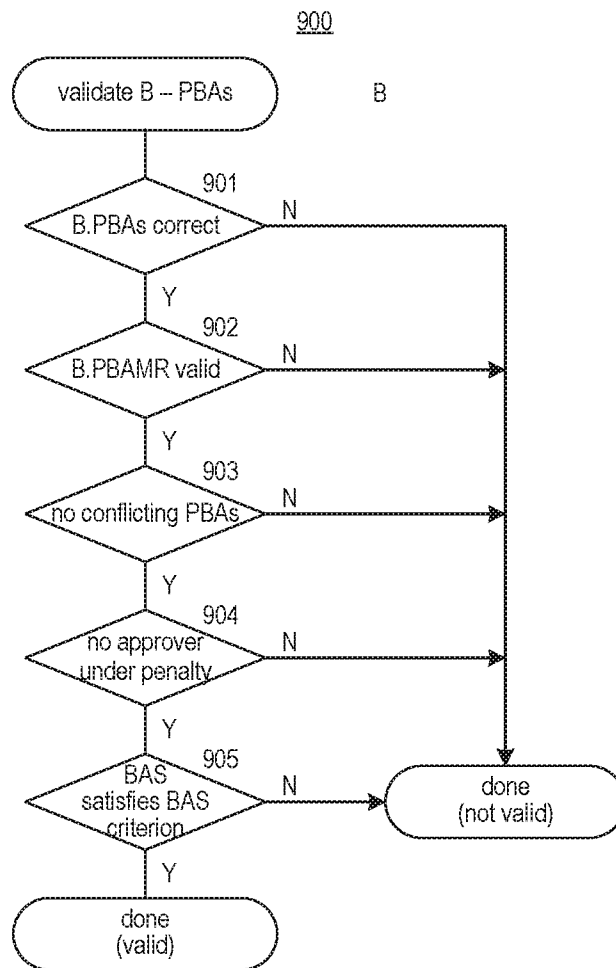 900
validate B – PBAs
B
901
B.PBAs correct
N
Y
902
B.PBAMR valid
N
Y
903
no conflicting PBAs
N
Y
904
no approver
under penalty
N
Y
905
BAS
satisfies BAS
criterion
N
done
(not valid)
Y
done
(valid)